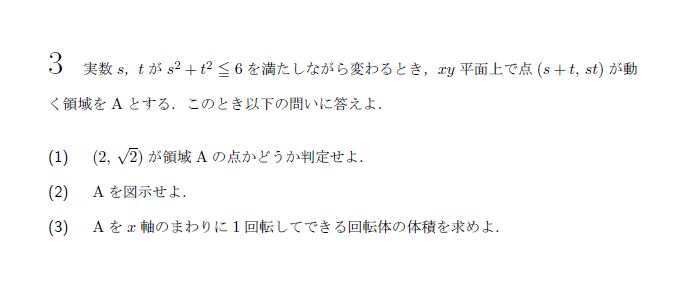 3 実数 s, t が s² + t² ≦ 6 を満たしながら変わるとき, xy 平面上で点 (s + t, st) が動
く領域を A とする. このとき以下の問いに答えよ.
(1) (2, √2) が領域 A の点かどうか判定せよ.
(2) A を図示せよ.
(3) A を x 軸のまわりに 1 回転してできる回転体の体積を求めよ.